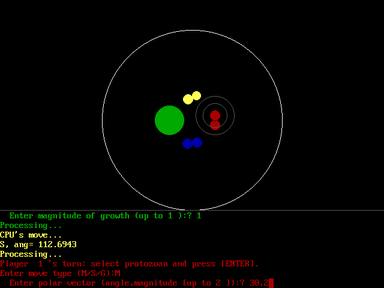 Enter magnitude of growth (up to 1 ):? 1
Processing...
CPU's move...
S, ang= 112.6943
Processing...
Player  1 's turn: select protozoan and press [ENTER].
Enter move type (M/S/G):M
Enter polar vector (angle,magnitude [up to 2 ]):? 30,2